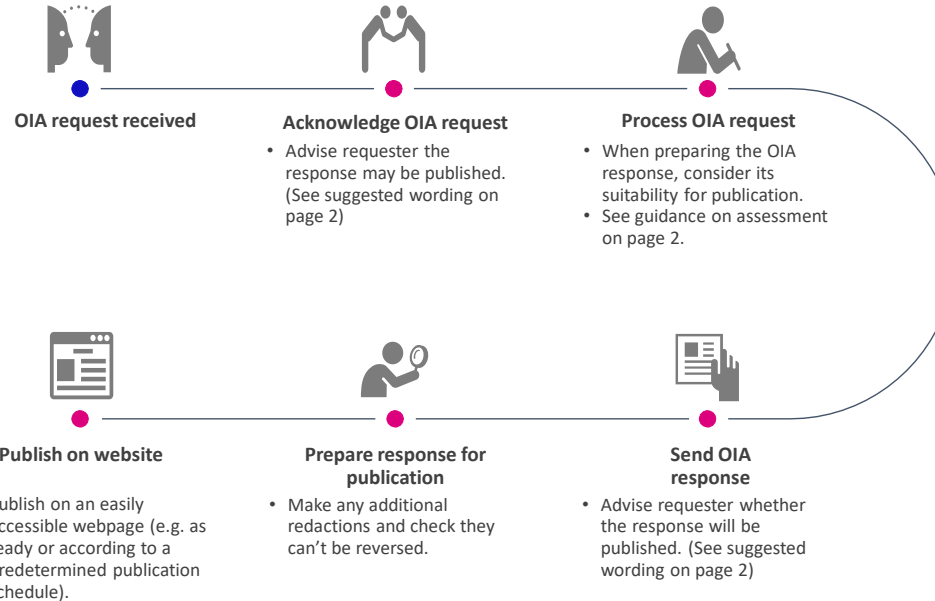 OIA request received
Acknowledge OIA request
• Advise requester the
response may be published.
(See suggested wording on
page 2)
Process OIA request
• When preparing the OIA
response, consider its
suitability for publication.
• See guidance on assessment
on page 2.
Publish on website
ublish on an easily
ccessible webpage (e.g. as
eady or according to a
redetermined publication
chedule).
Prepare response for
publication
• Make any additional
redactions and check they
can't be reversed.
Send OIA
response
• Advise requester whether
the response will be
published. (See suggested
wording on page 2)